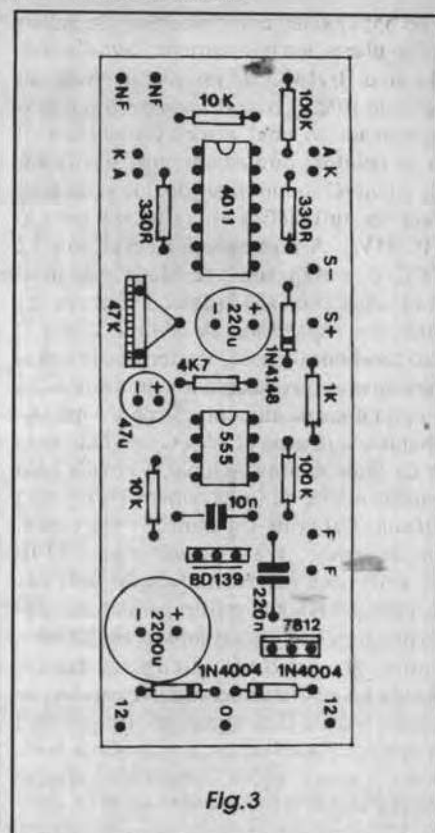 NF NF
10K
100K
K
A
A
K
330R
4011
330R
S-
47K
220u
+
S+
1N4148
4K7
1K
+
47u
555
10K
100K
10n
F
F
BD139
220n
7812
- +
2200u
1N4004 1N4004
12 0 12
Fig.3